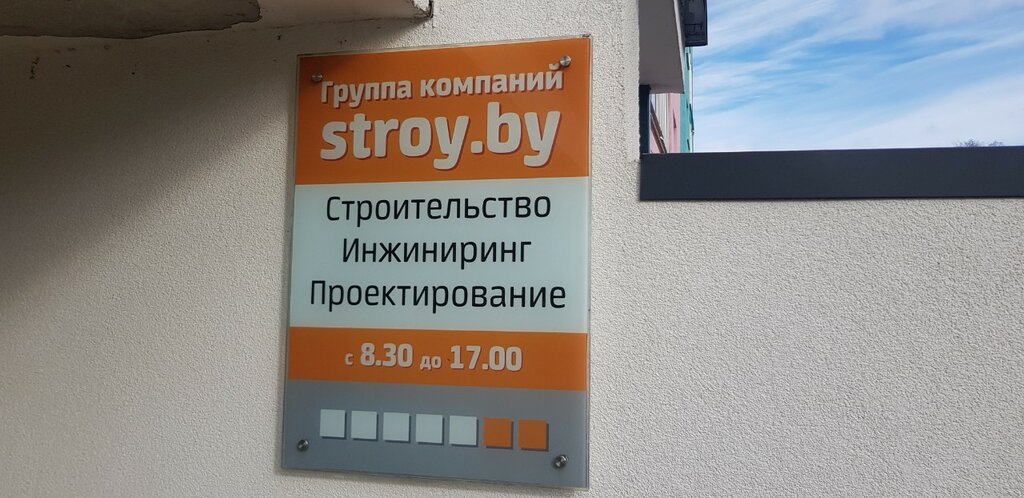 Группа компаний
stroy.by
Строительство
Инжиниринг
Проектирование
с 8.30 до 17.00